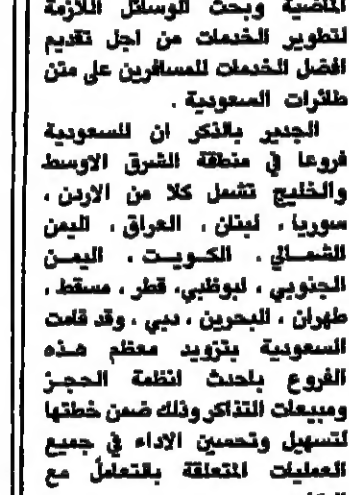 الماضية وبحث الوسائل اللازمة
لتطوير الخدمات من اجل تقديم
افضل الخدمات للمسافرين على متن
طائرات السعودية .
الجدير بالذكر ان للسعودية
فروعا في منطقة الشرق الاوسط
والخليج تشمل كلا من الاردن ،
سوريا ، لبنان ، العراق ، اليمن
الشمالي ، الكويت ، اليمن
الجنوبي ، ابوظبي، قطر ، مسقط ،
طهران ، البحرين ، دبي ، وقد قامت
السعودية بتزويد معظم هذه
الفروع باحدث انظمة الحجز
ومبيعات التذاكر وذلك ضمن خطتها
لتسهيل وتحسين الاداء في جميع
العمليات المتعلقة بالتعامل مع